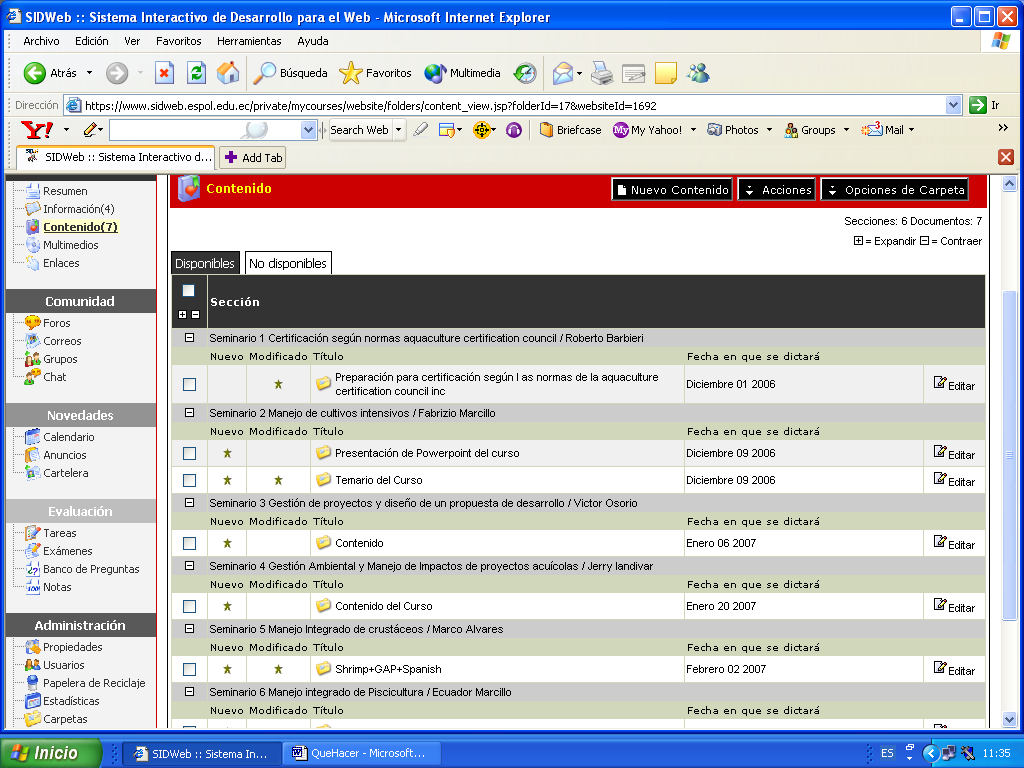 SIDWeb :: Sistema Interactivo de Desarrollo para el Web - Microsoft Internet Explorer
Archivo Edición Ver Favoritos Herramientas Ayuda
Atrás Búsqueda Favoritos Multimedia
Dirección https://www.sidweb.espol.edu.ec/private/mycourses/website/folders/content_view.jsp?folderId=17&websiteId=1692 Ir
Y! Search Web Briefcase My Yahoo! Photos Groups Mail
SIDWeb :: Sistema Interactivo d... Add Tab
Resumen
Información(4)
Contenido(7)
Multimedios
Enlaces
Comunidad
Foros
Correos
Grupos
Chat
Novedades
Calendario
Anuncios
Cartelera
Evaluación
Tareas
Exámenes
Banco de Preguntas
Notas
Administración
Propiedades
Usuarios
Papelera de Reciclaje
Estadísticas
Carpetas
Contenido Nuevo Contenido Acciones Opciones de Carpeta
Secciones: 6 Documentos: 7
= Expandir = Contraer
Disponibles No disponibles
Sección
Seminario 1 Certificación según normas aquaculture certification council / Roberto Barbieri
Nuevo Modificado Título Fecha en que se dictará
Preparación para certificación según l as normas de la aquaculture
certification council inc Diciembre 01 2006 Editar
Seminario 2 Manejo de cultivos intensivos / Fabrizio Marcillo
Nuevo Modificado Título Fecha en que se dictará
Presentación de Powerpoint del curso Diciembre 09 2006 Editar
Temario del Curso Diciembre 09 2006 Editar
Seminario 3 Gestión de proyectos y diseño de un propuesta de desarrollo / Victor Osorio
Nuevo Modificado Título Fecha en que se dictará
Contenido Enero 06 2007 Editar
Seminario 4 Gestión Ambiental y Manejo de Impactos de proyectos acuícolas / Jerry landivar
Nuevo Modificado Título Fecha en que se dictará
Contenido del Curso Enero 20 2007 Editar
Seminario 5 Manejo Integrado de crustáceos / Marco Alvares
Nuevo Modificado Título Fecha en que se dictará
Shrimp+GAP+Spanish Febrero 02 2007 Editar
Seminario 6 Manejo integrado de Piscicultura / Ecuador Marcillo
Nuevo Modificado Título Fecha en que se dictará
Inicio SIDWeb :: Sistema In... QueHacer - Microsoft... ES 11:35